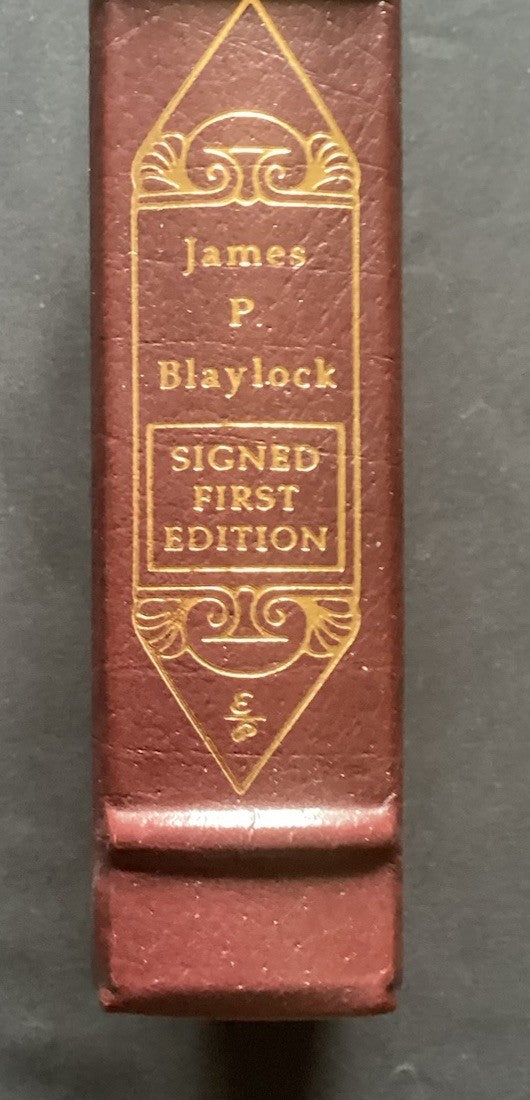 James
P.
Blaylock
SIGNED
FIRST
EDITION
E
P